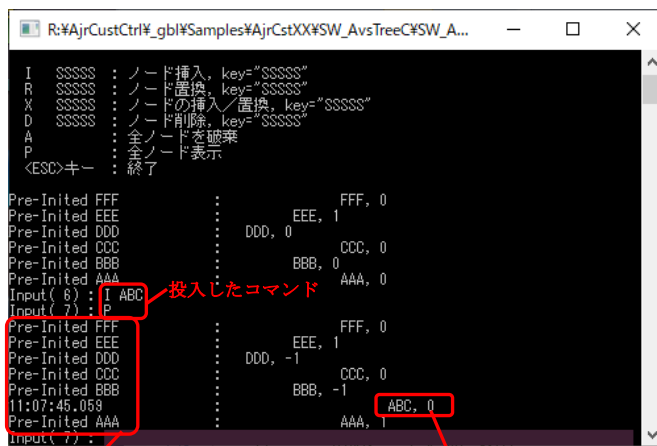 R:¥AjrCustCtrl¥_gbl¥Samples¥AjrCstXX¥SW_AvsTreeC¥SW_A...
I SSSSS : ノード挿入, key="SSSSS"
R SSSSS : ノード置換, key="SSSSS"
X SSSSS : ノードの挿入／置換, key="SSSSS"
D SSSSS : ノード削除, key="SSSSS"
A : 全ノードを破棄
P : 全ノード表示
<ESC>キー : 終了
Pre-Inited FFF : FFF, 0
Pre-Inited EEE : EEE, 1
Pre-Inited DDD : DDD, 0
Pre-Inited CCC : CCC, 0
Pre-Inited BBB : BBB, 0
Pre-Inited AAA : AAA, 0
Input( 6) : I ABC
投入したコマンド
Input( 7) : P
Pre-Inited FFF : FFF, 0
Pre-Inited EEE : EEE, 1
Pre-Inited DDD : DDD, -1
Pre-Inited CCC : CCC, 0
Pre-Inited BBB : BBB, -1
11:07:45.059 : ABC, 0
Pre-Inited AAA : AAA, 1
Input( 7) :